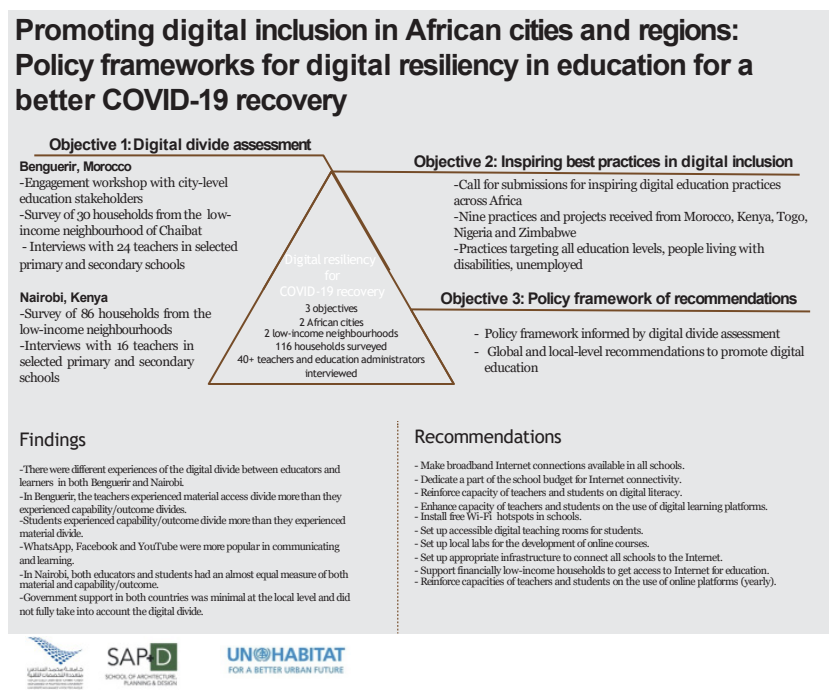 Promoting digital inclusion in African cities and regions:
Policy frameworks for digital resiliency in education for a
better COVID-19 recovery
Objective 1: Digital divide assessment
Benguerir, Morocco
-Engagement workshop with city-level
education stakeholders
-Survey of 30 households from the low-
income neighbourhood of Chaibat
- Interviews with 24 teachers in selected
primary and secondary schools
Nairobi, Kenya
-Survey of 86 households from the
low-income neighbourhoods
-Interviews with 16 teachers in
selected primary and secondary
schools
Digital resiliency
for
COVID-19 recovery
3 objectives
2 African cities
2 low-income neighbourhoods
116 households surveyed
40+ teachers and education administrators
interviewed
Objective 2: Inspiring best practices in digital inclusion
-Call for submissions for inspiring digital education practices
across Africa
-Nine practices and projects received from Morocco, Kenya, Togo,
Nigeria and Zimbabwe
-Practices targeting all education levels, people living with
disabilities, unemployed
Objective 3: Policy framework of recommendations
- Policy framework informed by digital divide assessment
- Global and local-level recommendations to promote digital
education
Findings
-There were different experiences of the digital divide between educators and
learners in both Benguerir and Nairobi.
-In Benguerir, the teachers experienced material access divide more than they
experienced capability/outcome divides.
-Students experienced capability/outcome divide more than they experienced
material divide.
-WhatsApp, Facebook and YouTube were more popular in communicating
and learning.
-In Nairobi, both educators and students had an almost equal measure of both
material and capability/outcome.
-Government support in both countries was minimal at the local level and did
not fully take into account the digital divide.
Recommendations
- Make broadband Internet connections available in all schools.
- Dedicate a part of the school budget for Internet connectivity.
- Reinforce capacity of teachers and students on digital literacy.
- Enhance capacity of teachers and students on the use of digital learning platforms.
- Install free Wi-Fi hotspots in schools.
- Set up accessible digital teaching rooms for students.
- Set up local labs for the development of online courses.
- Set up appropriate infrastructure to connect all schools to the Internet.
- Support financially low-income households to get access to Internet for education.
- Reinforce capacities of teachers and students on the use of online platforms (yearly).
SAP+D
SCHOOL OF ARCHITECTURE,
PLANNING & DESIGN
UN HABITAT
FOR A BETTER URBAN FUTURE